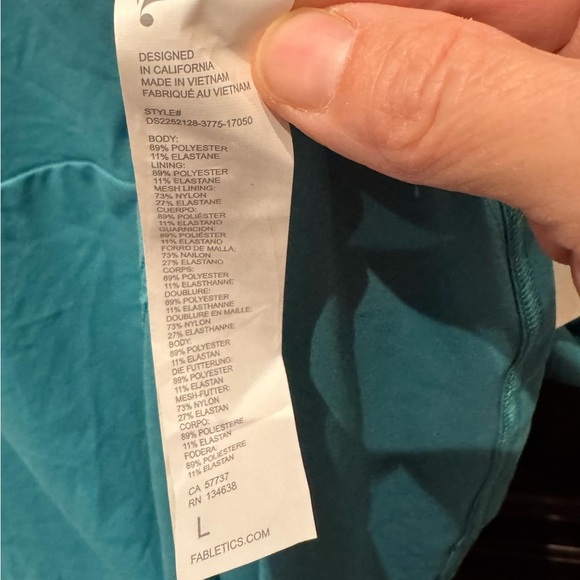 DESIGNED
IN CALIFORNIA
MADE IN VIETNAM
FABRIQUÉ AU VIETNAM
STYLE#
DS2252128-3775-17050
BODY:
89% POLYESTER
11% ELASTANE
LINING:
89% POLYESTER
11% ELASTANE
MESH LINING:
73% NYLON
27% ELASTANE
CUERPO:
89% POLIÉSTER
11% ELASTANO
GUARNICIÓN:
89% POLIÉSTER
11% ELASTANO
FORRO DE MALLA:
73% NAILON
27% ELASTANO
CORPS:
89% POLYESTER
11% ELASTHANNE
DOUBLURE:
89% POLYESTER
11% ELASTHANNE
DOUBLURE EN MAILLE:
73% NYLON
27% ELASTHANNE
BODY:
89% POLYESTER
11% ELASTAN
DIE FUTTERUNG:
89% POLYESTER
11% ELASTAN
MESH-FUTTER:
73% NYLON
27% ELASTAN
CORPO:
89% POLIESTERE
11% ELASTAN
FODERA:
89% POLIESTERE
11% ELASTAN
CA 57737
RN 134638
L
FABLETICS.COM